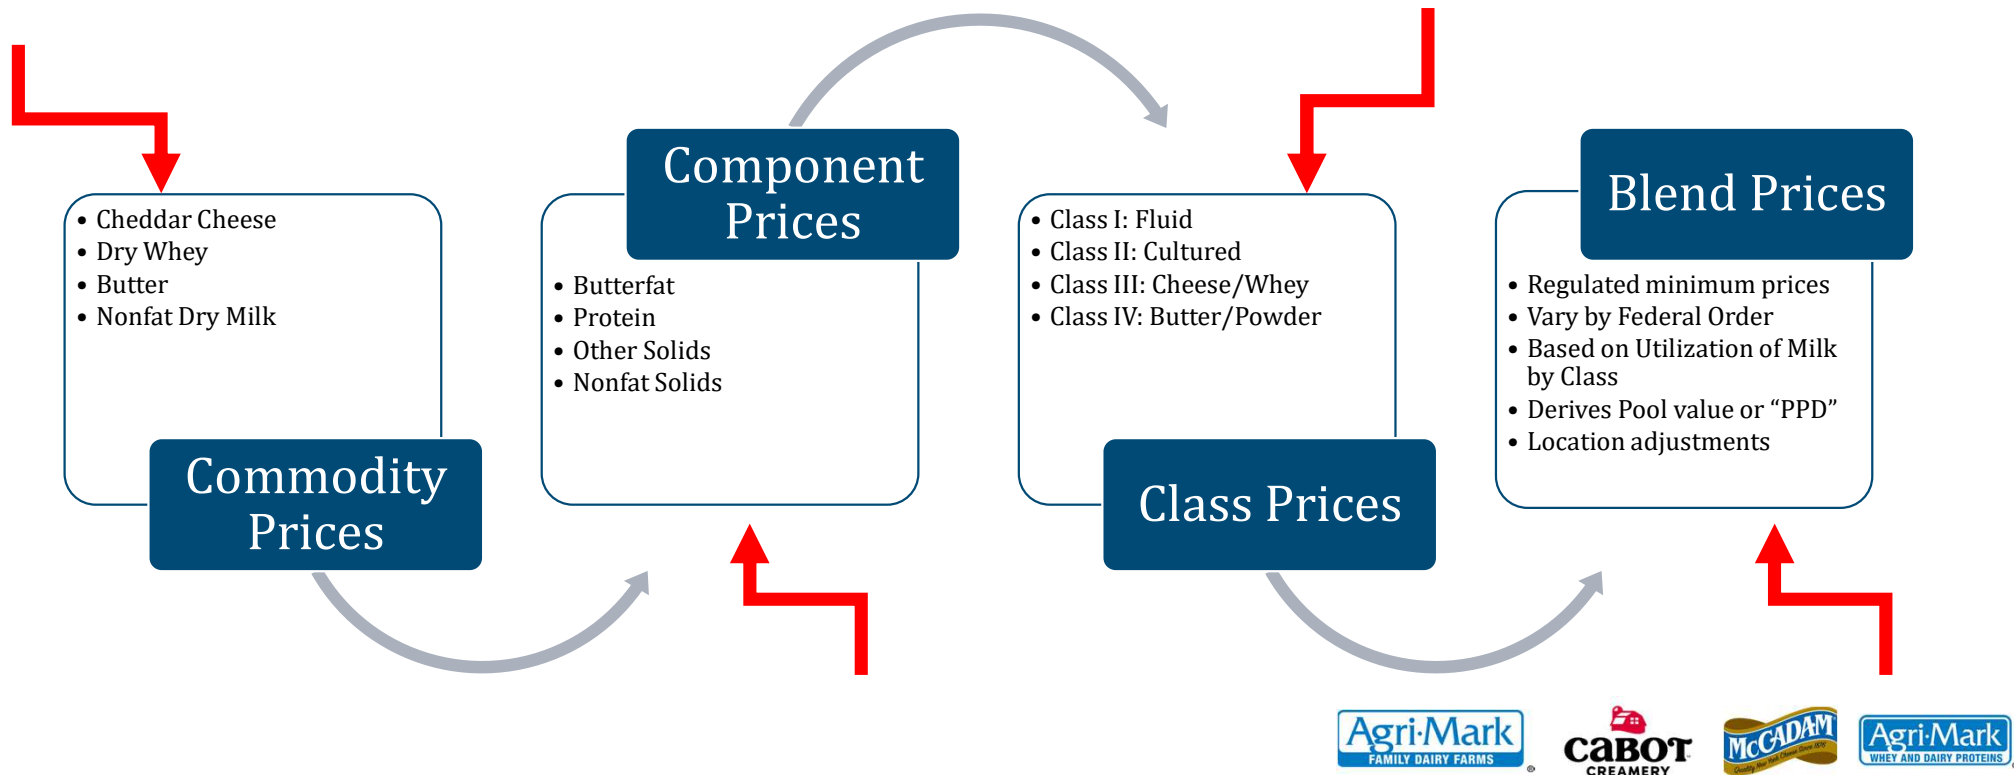 • Cheddar Cheese
• Dry Whey
• Butter
• Nonfat Dry Milk
Commodity
Prices
Component
Prices
• Butterfat
• Protein
• Other Solids
• Nonfat Solids
• Class I: Fluid
• Class II: Cultured
• Class III: Cheese/Whey
• Class IV: Butter/Powder
Class Prices
Blend Prices
• Regulated minimum prices
• Vary by Federal Order
• Based on Utilization of Milk
by Class
• Derives Pool value or “PPD”
• Location adjustments
Agri·Mark
FAMILY DAIRY FARMS
®
CABOT
CREAMERY
McCADAM
Agri·Mark
WHEY AND DAIRY PROTEINS